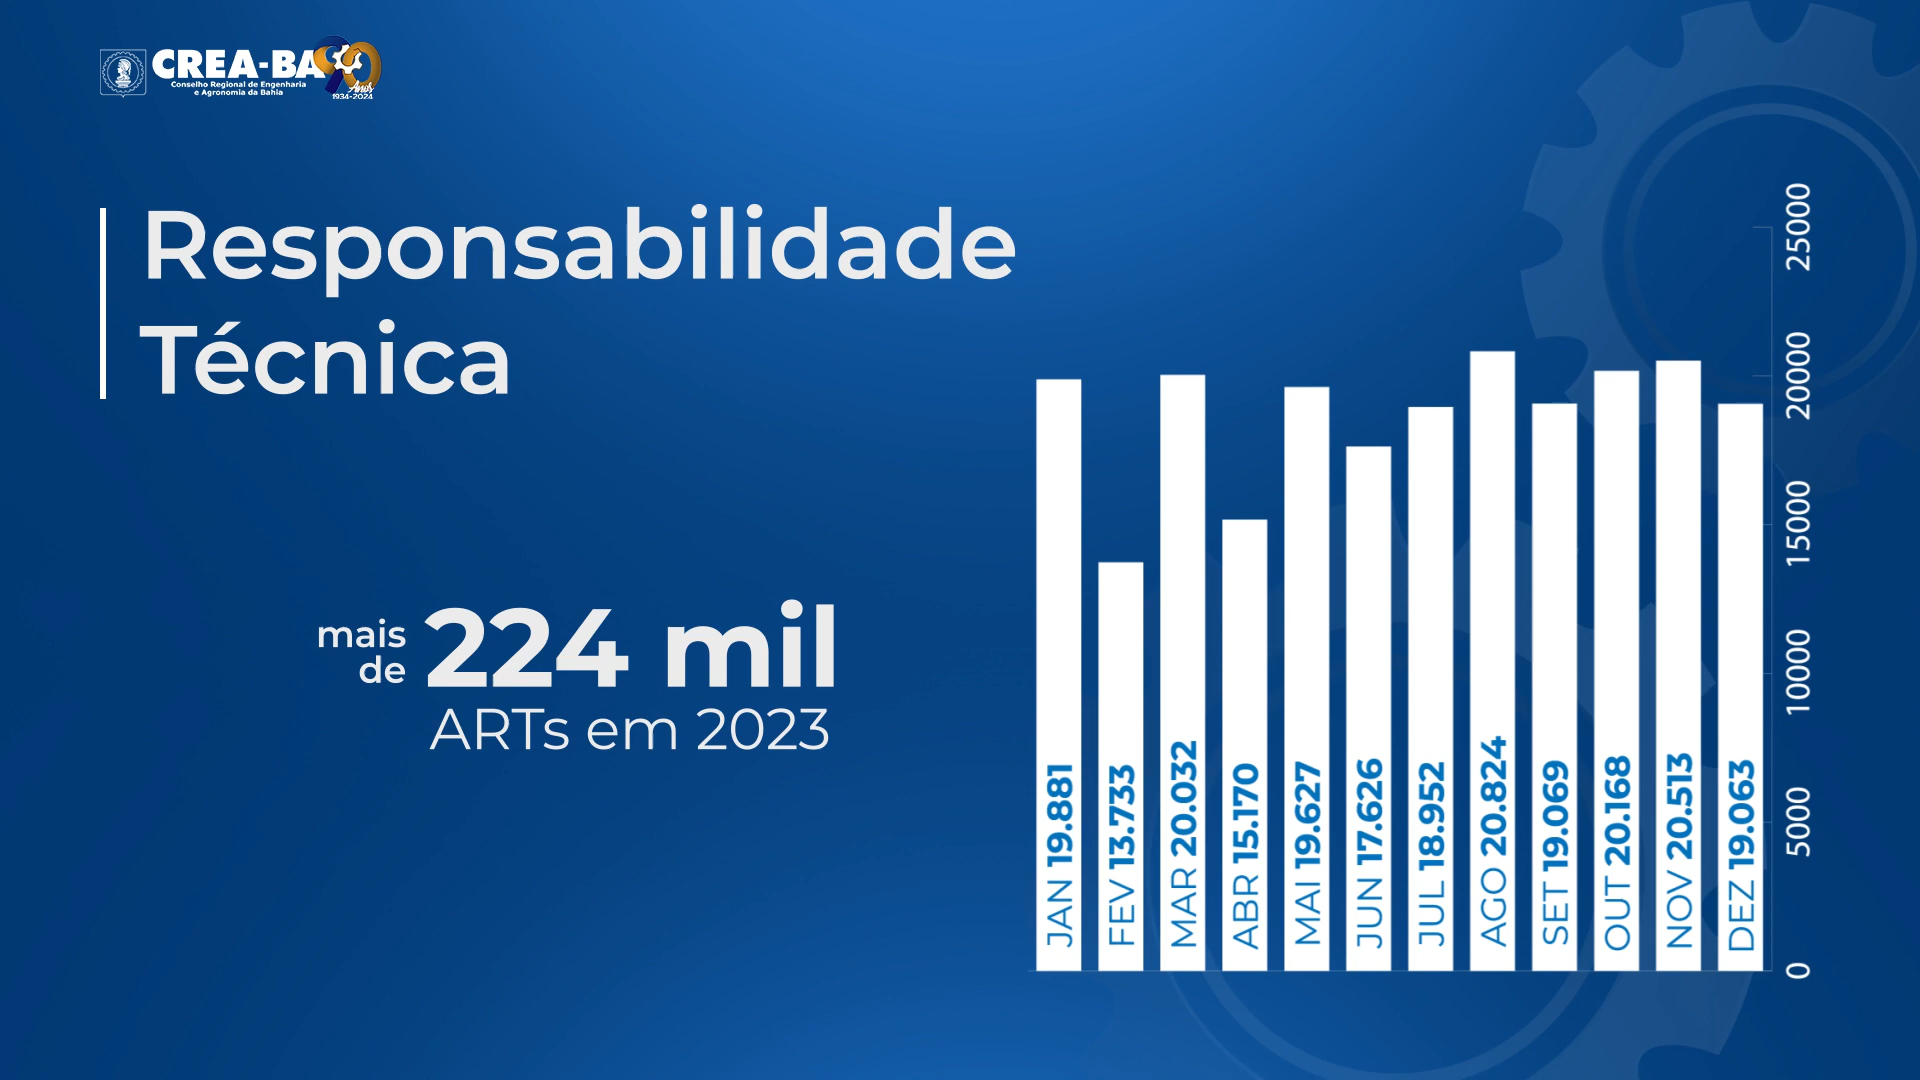 CREA-BA
Conselho Regional de Engenharia
e Agronomia da Bahia
90
Anos
1934-2024
Responsabilidade
Técnica
mais
de
224 mil
ARTs em 2023
JAN 19.881
FEV 13.733
MAR 20.032
ABR 15.170
MAI 19.627
JUN 17.626
JUL 18.952
AGO 20.824
SET 19.069
OUT 20.168
NOV 20.513
DEZ 19.063
25000
20000
15000
10000
5000
0